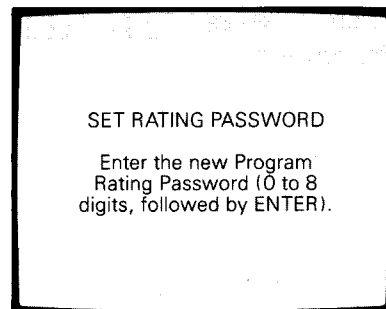 SET RATING PASSWORD
Enter the new Program
Rating Password (0 to 8
digits, followed by ENTER).